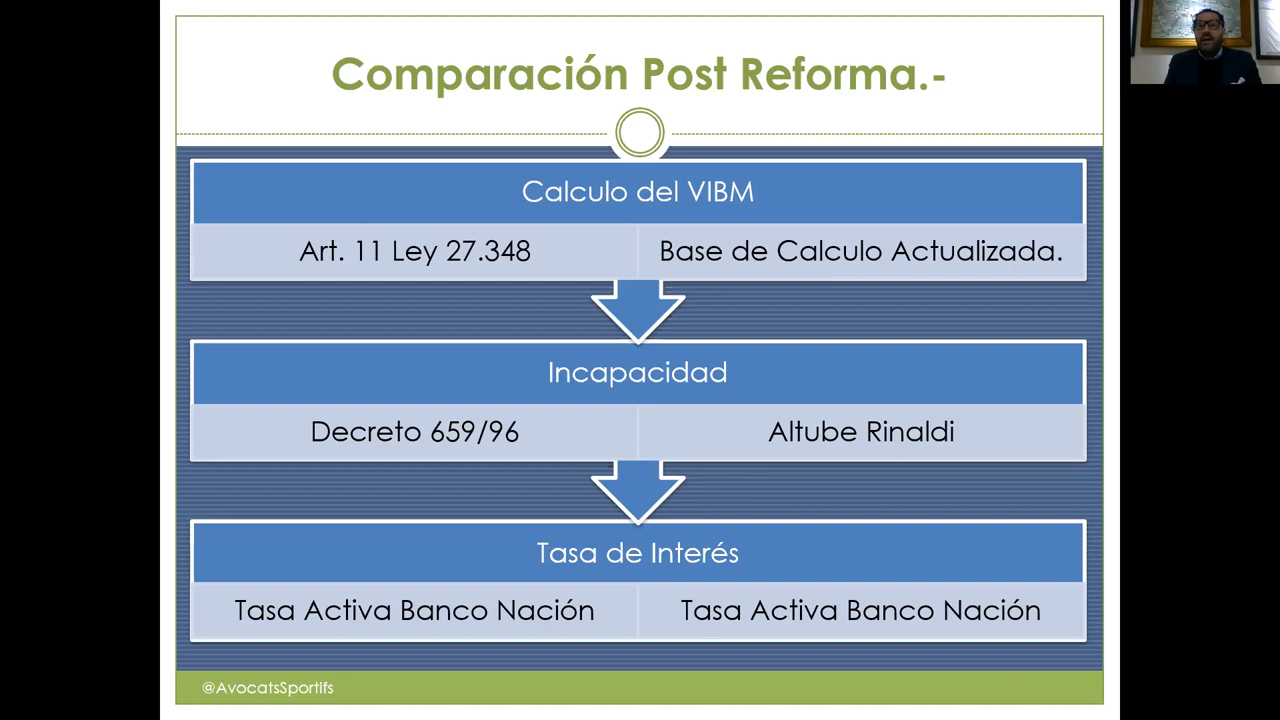 Comparación Post Reforma.-
Calculo del VIBM
Art. 11 Ley 27.348
Base de Calculo Actualizada.
Incapacidad
Decreto 659/96
Altube Rinaldi
Tasa de Interés
Tasa Activa Banco Nación
Tasa Activa Banco Nación
@AvocatsSportifs